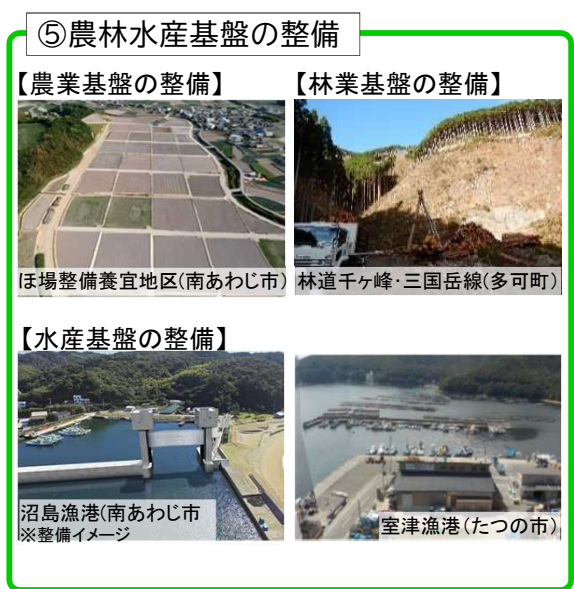 ⑤農林水産基盤の整備
【農業基盤の整備】
【林業基盤の整備】
ほ場整備養宜地区(南あわじ市)
林道千ヶ峰･三国岳線(多可町)
【水産基盤の整備】
沼島漁港(南あわじ市
※整備イメージ
室津漁港(たつの市)